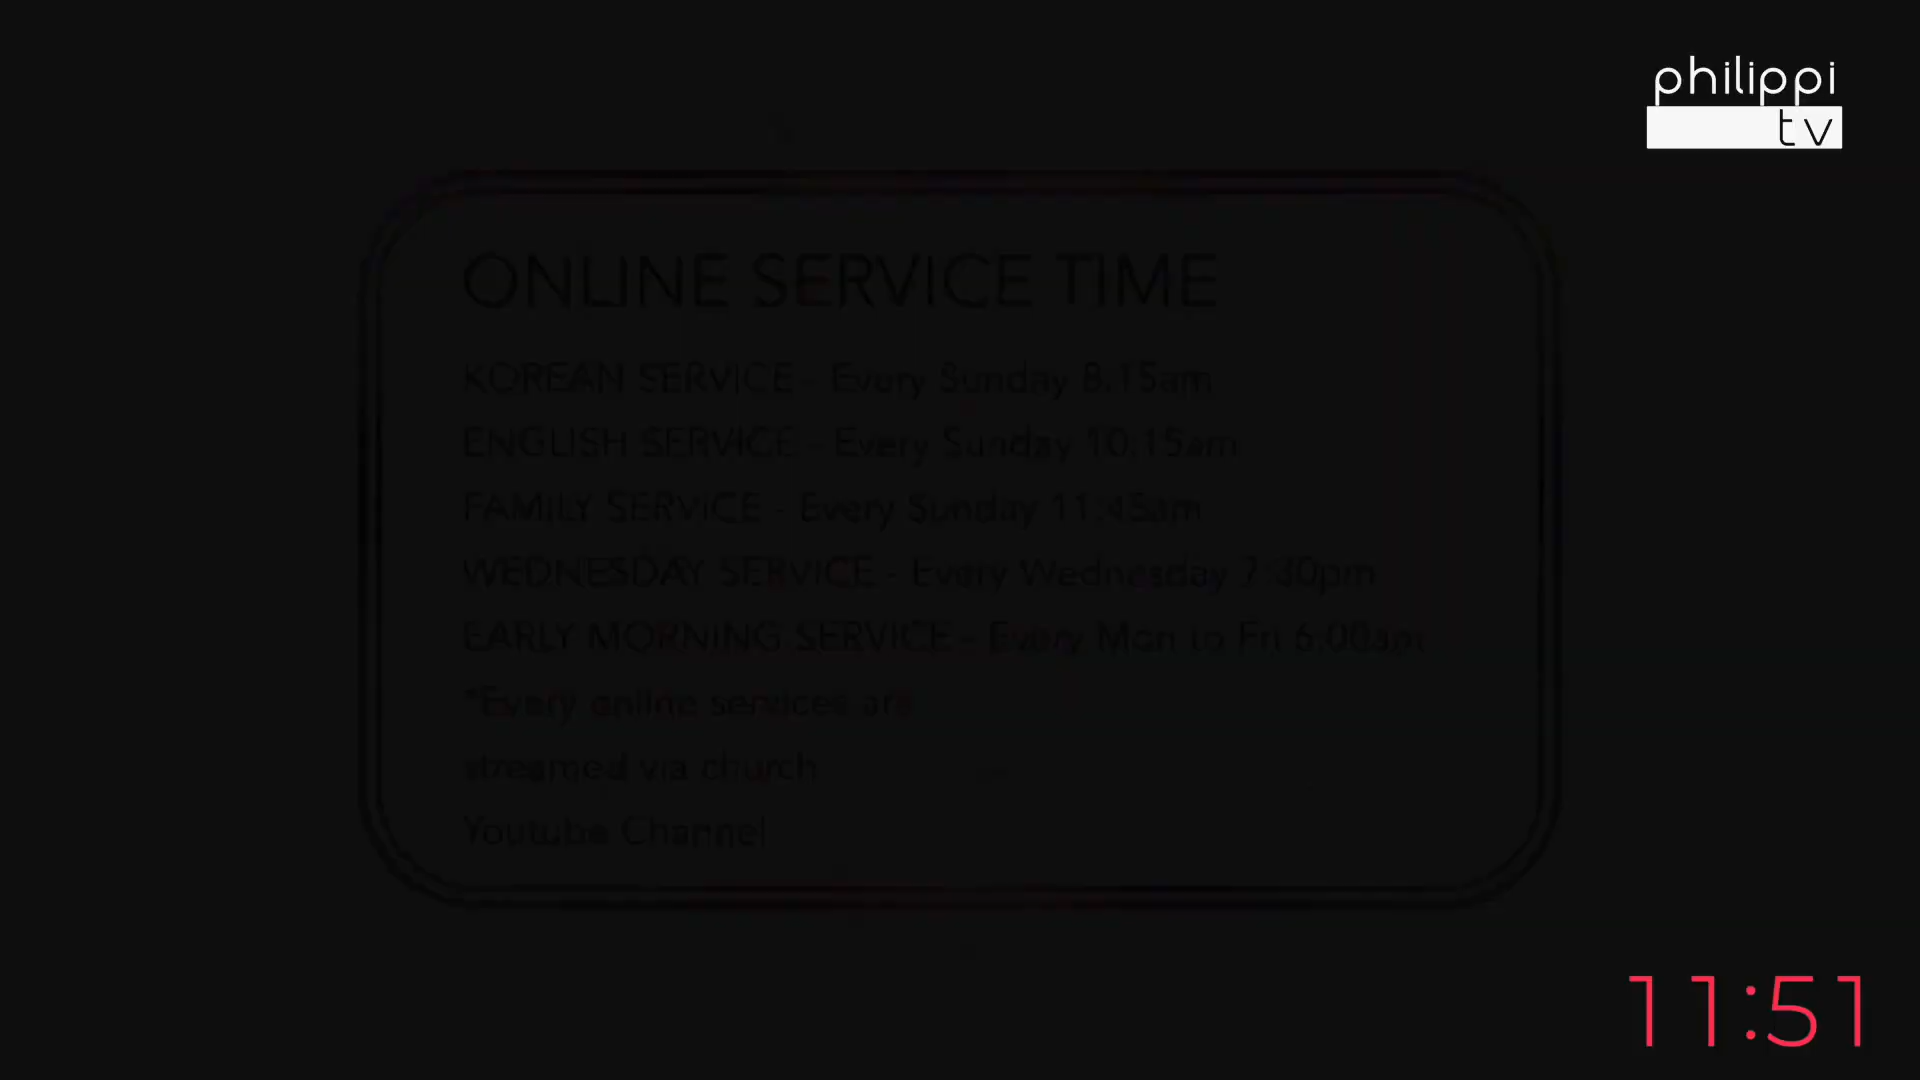 philippi
tv
ONLINE SERVICE TIME
KOREAN SERVICE - Every Sunday 8:15am
ENGLISH SERVICE - Every Sunday 10:15am
FAMILY SERVICE - Every Sunday 11:45am
WEDNESDAY SERVICE - Every Wednesday 7:30pm
EARLY MORNING SERVICE - Every Mon to Fri 6:00am
*Every online services are
streamed via church
Youtube Channel
11:51